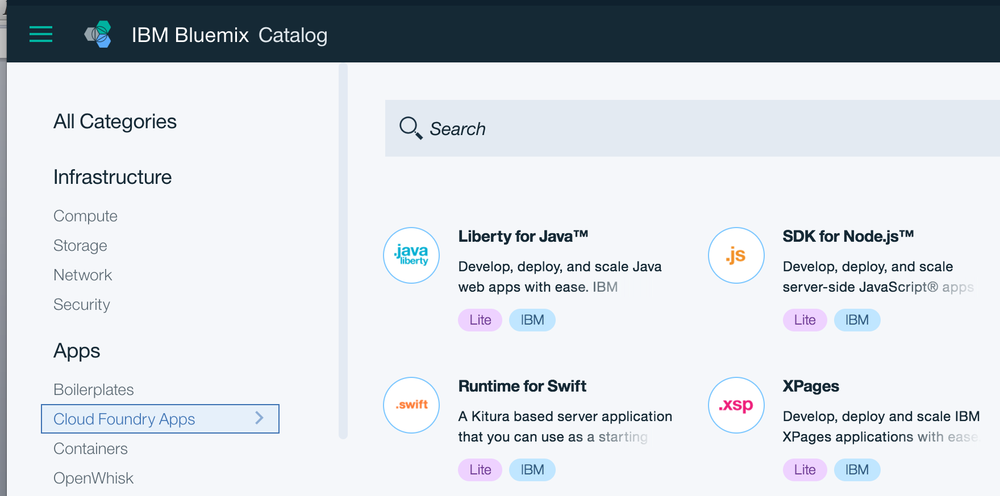 IBM Bluemix Catalog
All Categories
Infrastructure
Compute
Storage
Network
Security
Apps
Boilerplates
Cloud Foundry Apps
Containers
OpenWhisk
Search
.java
liberty
Liberty for Java™
Develop, deploy, and scale Java
web apps with ease. IBM
Lite IBM
.js
SDK for Node.js™
Develop, deploy, and scale
server-side JavaScript® apps
Lite IBM
.swift
Runtime for Swift
A Kitura based server application
that you can use as a starting
Lite IBM
.xsp
XPages
Develop, deploy and scale IBM
XPages applications with ease.
Lite IBM